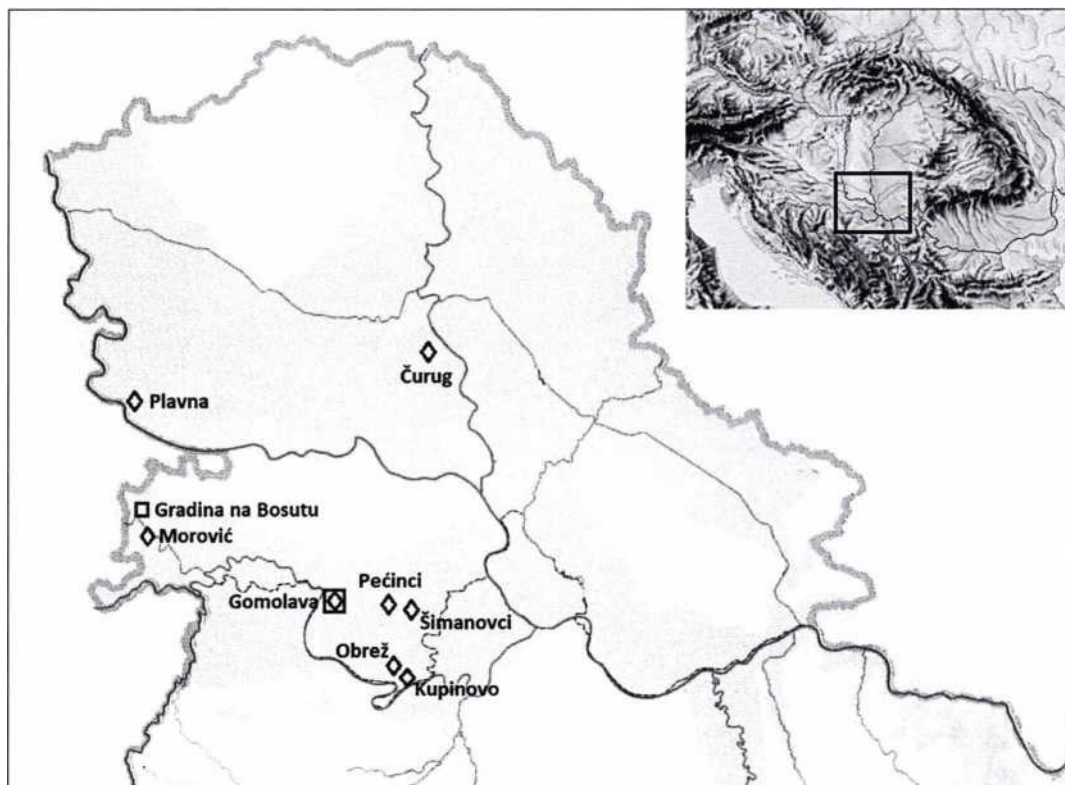 Čurug
Plavna
Gradina na Bosutu
Morović
Pećinci
Gomolava
Šimanovci
Obrež
Kupinovo